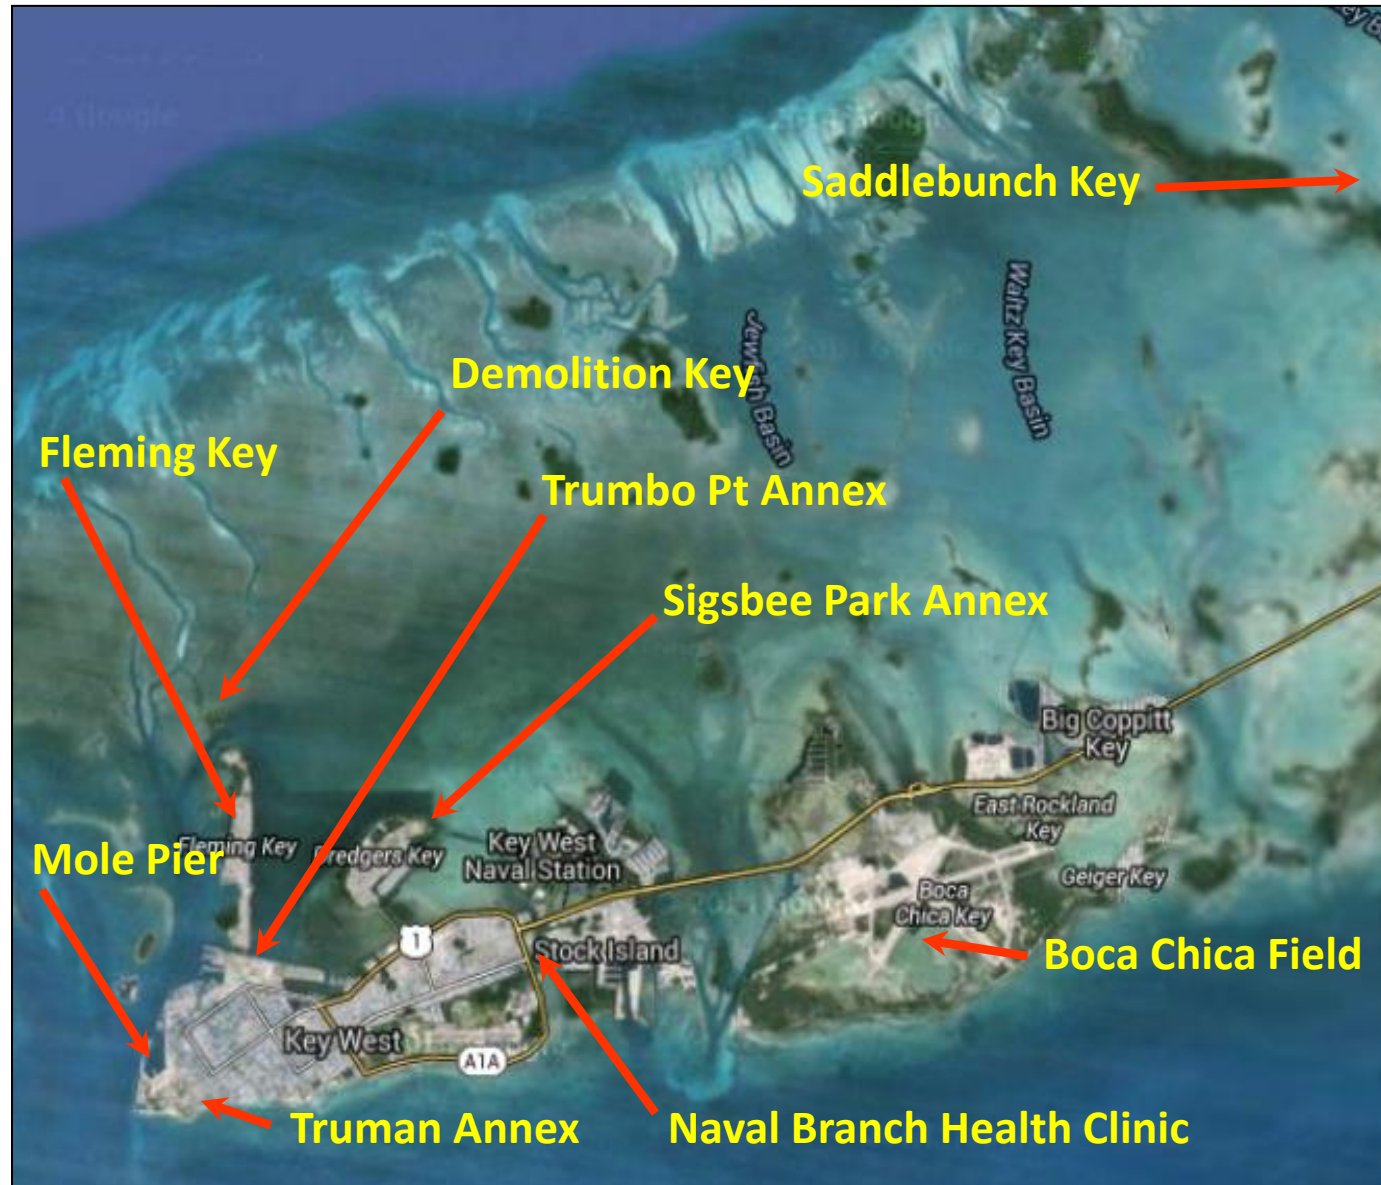 Saddlebunch Key
Waltz Key Basin
Jewfish Basin
Demolition Key
Fleming Key
Trumbo Pt Annex
Sigsbee Park Annex
Big Coppitt
Key
East Rockland
Key
Geiger Key
Fleming Key
Dredgers Key
Key West
Naval Station
Mole Pier
Boca
Chica Key
1
Stock Island
Boca Chica Field
Key West
A1A
Truman Annex
Naval Branch Health Clinic